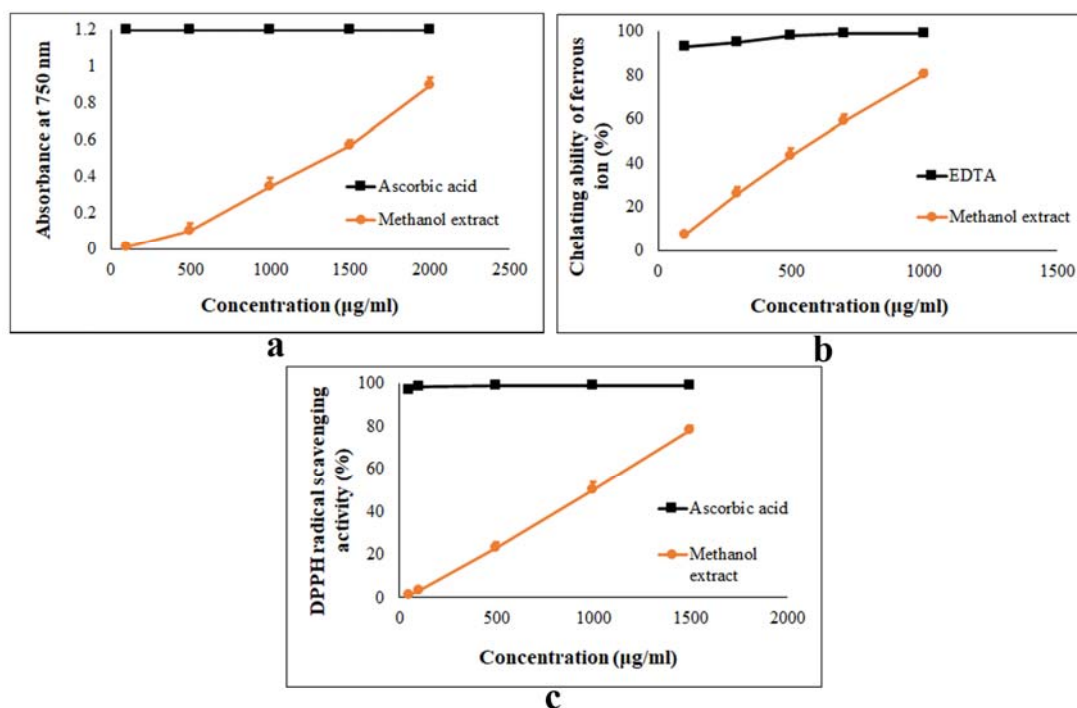 1.2
1
0.8
0.6
0.4
0.2
0
Absorbance at 750 nm
0 500 1000 1500 2000 2500
Concentration (µg/ml)
Ascorbic acid
Methanol extract
a
100
80
60
40
20
0
Chelating ability of ferrous
ion (%)
0 500 1000 1500
Concentration (µg/ml)
EDTA
Methanol extract
b
100
80
60
40
20
0
DPPH radical scavenging
activity (%)
0 500 1000 1500 2000
Concentration (µg/ml)
Ascorbic acid
Methanol
extract
c